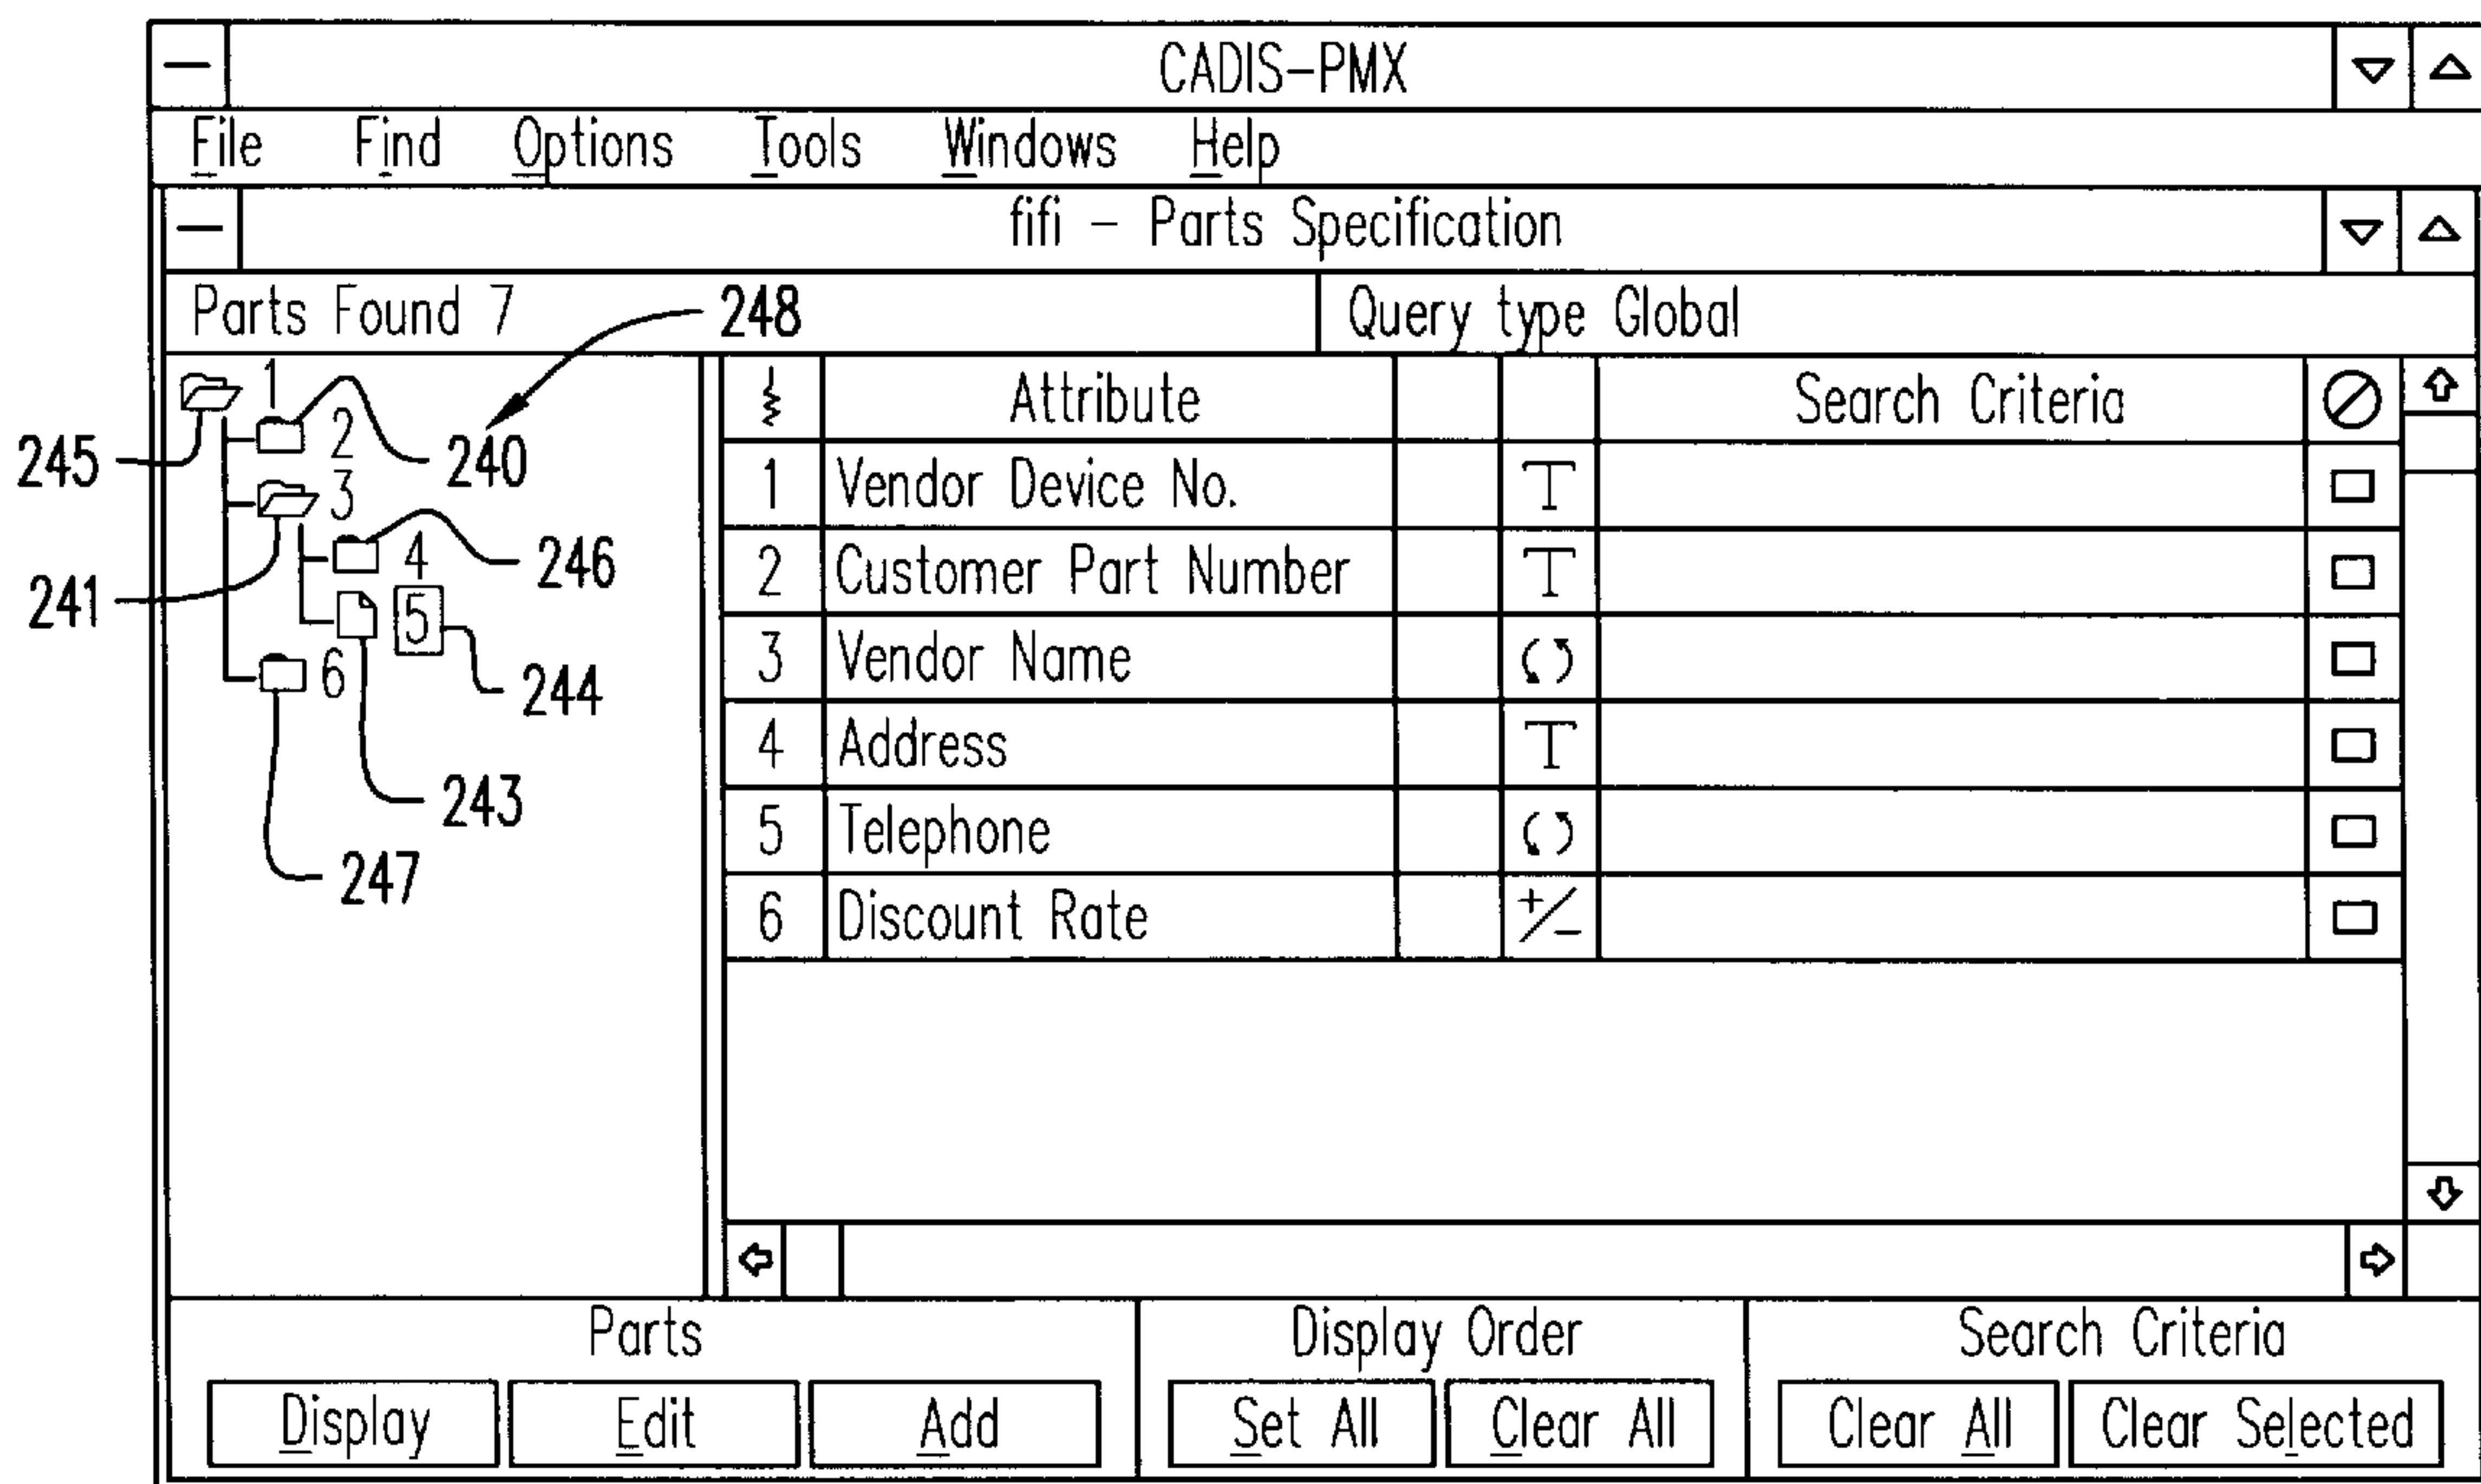 CADIS-PMX
File Find Options Tools Windows Help
fifi - Parts Specification
Parts Found 7 248 Query type Global
1
2
245 240
3
4 246
241
5
244
6
243
247
Attribute Search Criteria
1 Vendor Device No. T
2 Customer Part Number T
3 Vendor Name
4 Address T
5 Telephone
6 Discount Rate +/-
Parts Display Order Search Criteria
Display Edit Add Set All Clear All Clear All Clear Selected